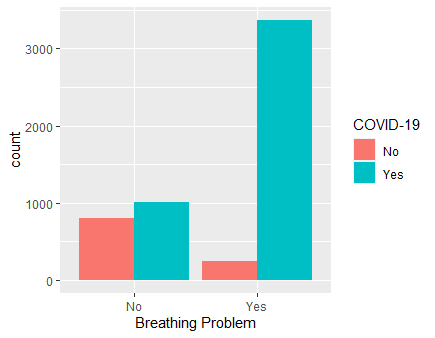 3000
2000
1000
0
count
No
Yes
Breathing Problem
COVID-19
No
Yes